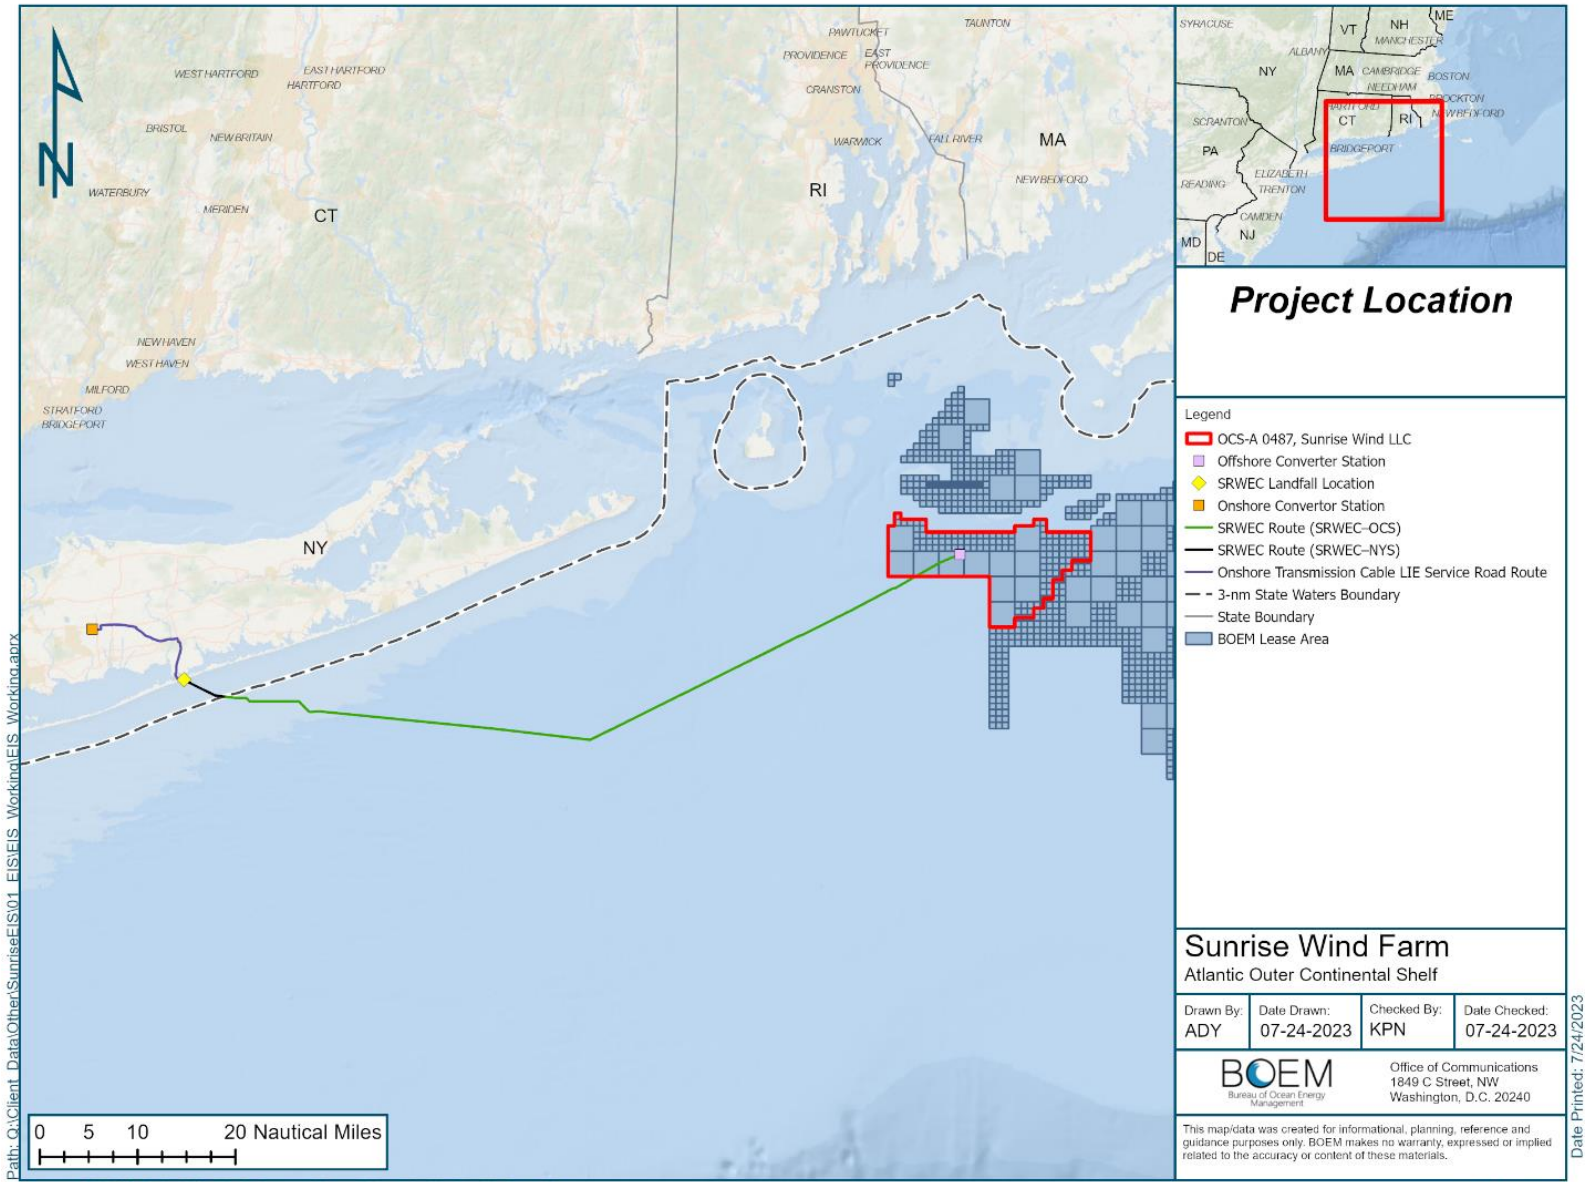 N
TAUNTON
PAWTUCKET
PROVIDENCE
EAST
PROVIDENCE
WEST HARTFORD
EAST HARTFORD
HARTFORD
CRANSTON
BRISTOL
NEW BRITAIN
WARWICK
FALL RIVER
MA
NEW BEDFORD
WATERBURY
RI
MERIDEN
CT
NEW HAVEN
WEST HAVEN
MILFORD
STRATFORD
BRIDGEPORT
NY
0 5 10 20 Nautical Miles
Path: Q:\Client_Data\Other\SunriseEIS\01_EIS\EIS_Working\EIS_Working.aprx
SYRACUSE
VT
NH
ME
MANCHESTER
ALBANY
NY
MA
CAMBRIDGE
BOSTON
NEEDHAM
BROCKTON
HARTFORD
NEW BEDFORD
CT
RI
SCRANTON
BRIDGEPORT
PA
ELIZABETH
READING
TRENTON
CAMDEN
NJ
MD
DE
Project Location
Legend
OCS-A 0487, Sunrise Wind LLC
Offshore Converter Station
SRWEC Landfall Location
Onshore Convertor Station
SRWEC Route (SRWEC–OCS)
SRWEC Route (SRWEC–NYS)
Onshore Transmission Cable LIE Service Road Route
3-nm State Waters Boundary
State Boundary
BOEM Lease Area
Sunrise Wind Farm
Atlantic Outer Continental Shelf
Drawn By:
ADY
Date Drawn:
07-24-2023
Checked By:
KPN
Date Checked:
07-24-2023
BOEM
Bureau of Ocean Energy
Management
Office of Communications
1849 C Street, NW
Washington, D.C. 20240
This map/data was created for informational, planning, reference and
guidance purposes only. BOEM makes no warranty, expressed or implied
related to the accuracy or content of these materials.
Date Printed: 7/24/2023